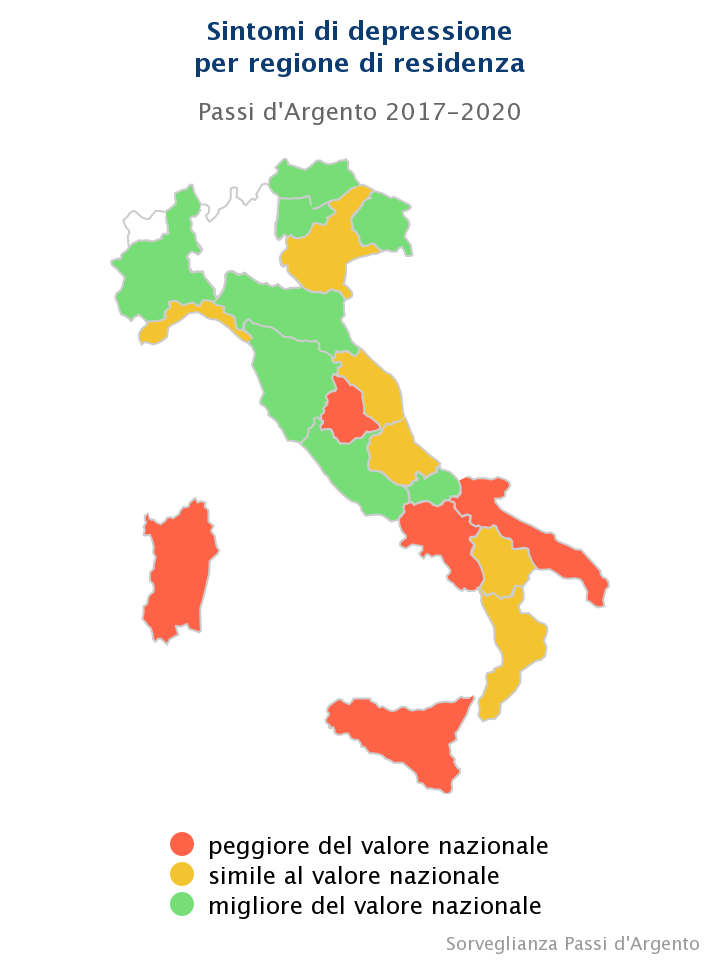 Sintomi di depressione
per regione di residenza
Passi d'Argento 2017-2020
peggiore del valore nazionale
simile al valore nazionale
migliore del valore nazionale
Sorveglianza Passi d'Argento